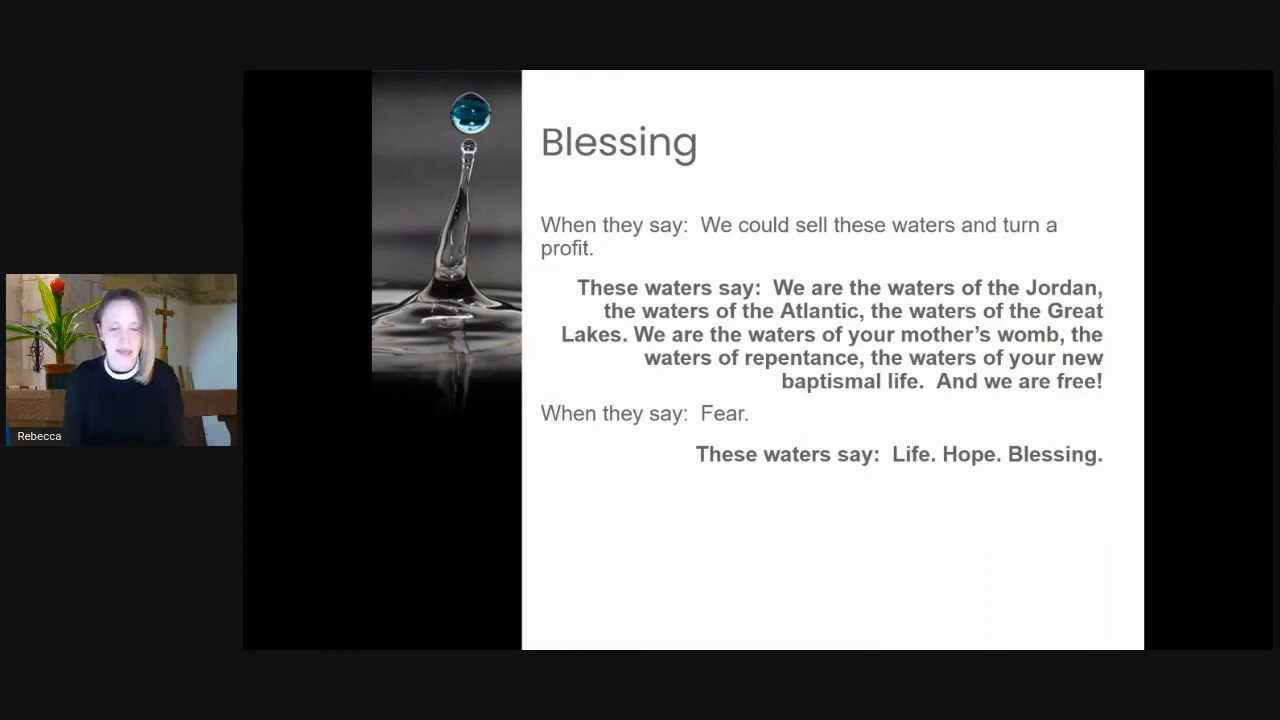 Blessing
When they say:  We could sell these waters and turn a
profit.
These waters say:  We are the waters of the Jordan,
the waters of the Atlantic, the waters of the Great
Lakes. We are the waters of your mother’s womb, the
waters of repentance, the waters of your new
baptismal life.  And we are free!
When they say:  Fear.
These waters say:  Life. Hope. Blessing.
Rebecca